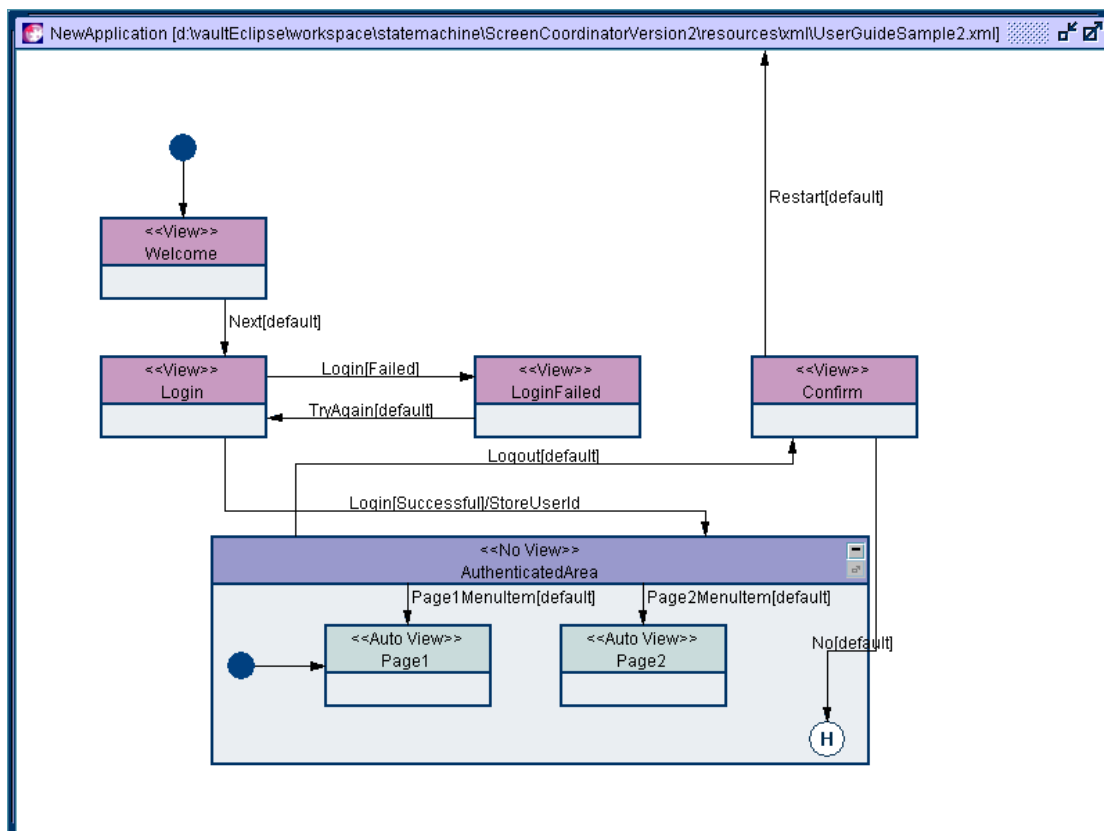 NewApplication [d:\vaultEclipse\workspace\statemachine\ScreenCoordinatorVersion2\resources\xml\UserGuideSample2.xml]
Restart[default]
<<View>>
Welcome
Next[default]
<<View>>
Login
Login[Failed]
TryAgain[default]
<<View>>
LoginFailed
<<View>>
Confirm
Logout[default]
Login[Successful]/StoreUserId
<<No View>>
AuthenticatedArea
Page1MenuItem[default]
Page2MenuItem[default]
<<Auto View>>
Page1
<<Auto View>>
Page2
No[default]
H